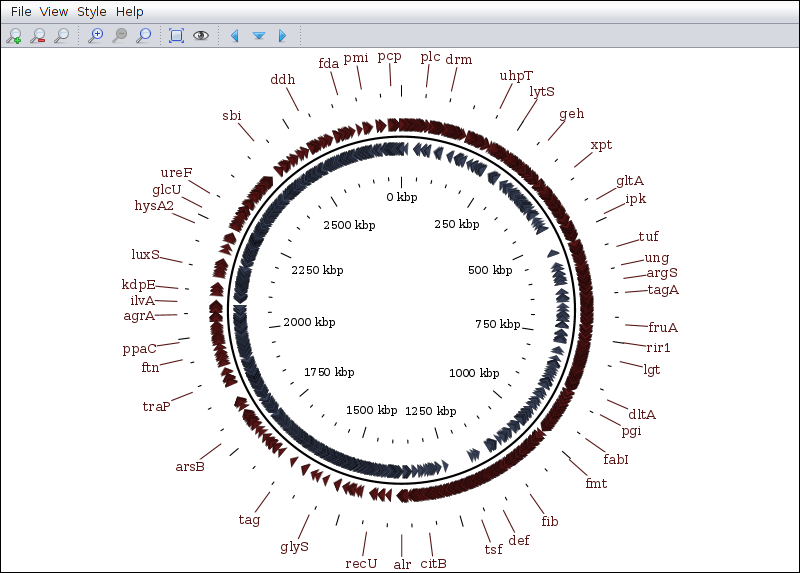 File View Style Help
pcp
plc
drm
uhpT
lytS
geh
xpt
gltA
ipk
tuf
ung
argS
tagA
fruA
rir1
lgt
dltA
pgi
fabI
fmt
fib
def
tsf
citB
alr
recU
glyS
tag
arsB
traP
ftn
ppaC
agrA
ilvA
kdpE
luxS
hysA2
glcU
ureF
sbi
ddh
fda
pmi
0 kbp
250 kbp
500 kbp
750 kbp
1000 kbp
1250 kbp
1500 kbp
1750 kbp
2000 kbp
2250 kbp
2500 kbp